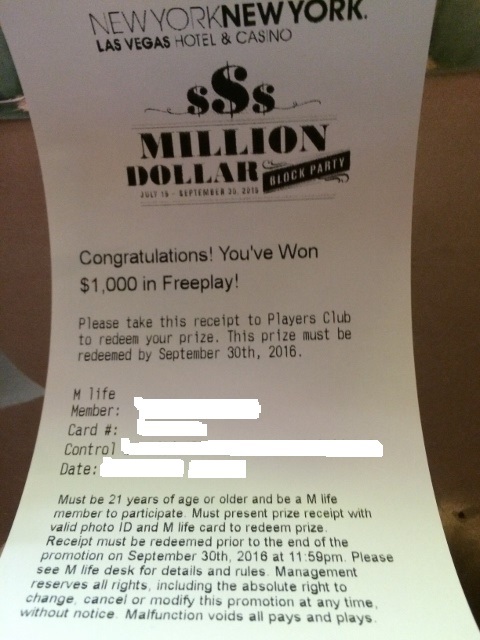 NEWYORKNEWYORK.
LAS VEGAS HOTEL & CASINO
$$$
MILLION
DOLLAR BLOCK PARTY
JULY 15 - SEPTEMBER 30, 2016
Congratulations! You've Won
$1,000 in Freeplay!
Please take this receipt to Players Club
to redeem your prize. This prize must be
redeemed by September 30th, 2016.
M life
Member:
Card #:
Control
Date:
Must be 21 years of age or older and be a M life
member to participate. Must present prize receipt with
valid photo ID and M life card to redeem prize.
Receipt must be redeemed prior to the end of the
promotion on September 30th, 2016 at 11:59pm. Please
see M life desk for details and rules. Management
reserves all rights, including the absolute right to
change, cancel or modify this promotion at any time,
without notice. Malfunction voids all pays and plays.